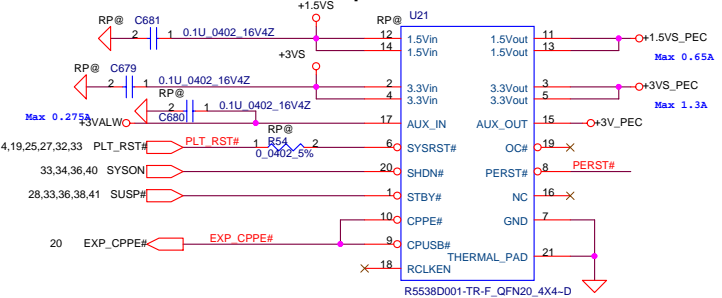 +1.5VS
RP@ C681 RP@ U21
2 1 0.1U_0402_16V4Z 12 1.5Vin 1.5Vout 11 +1.5VS_PEC
14 1.5Vin 1.5Vout 13
Max 0.65A
+3VS
RP@ C679
2 1 0.1U_0402_16V4Z 2 3.3Vin 3.3Vout 3 +3VS_PEC
RP@ 4 3.3Vin 3.3Vout 5
Max 1.3A
2 1 0.1U_0402_16V4Z
Max 0.275A
+3VALW C680 17 AUX_IN AUX_OUT 15 +3V_PEC
RP@
4,19,25,27,32,33 PLT_RST# PLT_RST# 1 R54 2 6 SYSRST# OC# 19
0_0402_5%
33,34,36,40 SYSON 20 SHDN# PERST# 8 PERST#
28,33,36,38,41 SUSP# 1 STBY# NC 16
10 CPPE# GND 7
20 EXP_CPPE# EXP_CPPE# 9 CPUSB#
THERMAL_PAD 21
18 RCLKEN
R5538D001-TR-F_QFN20_4X4~D